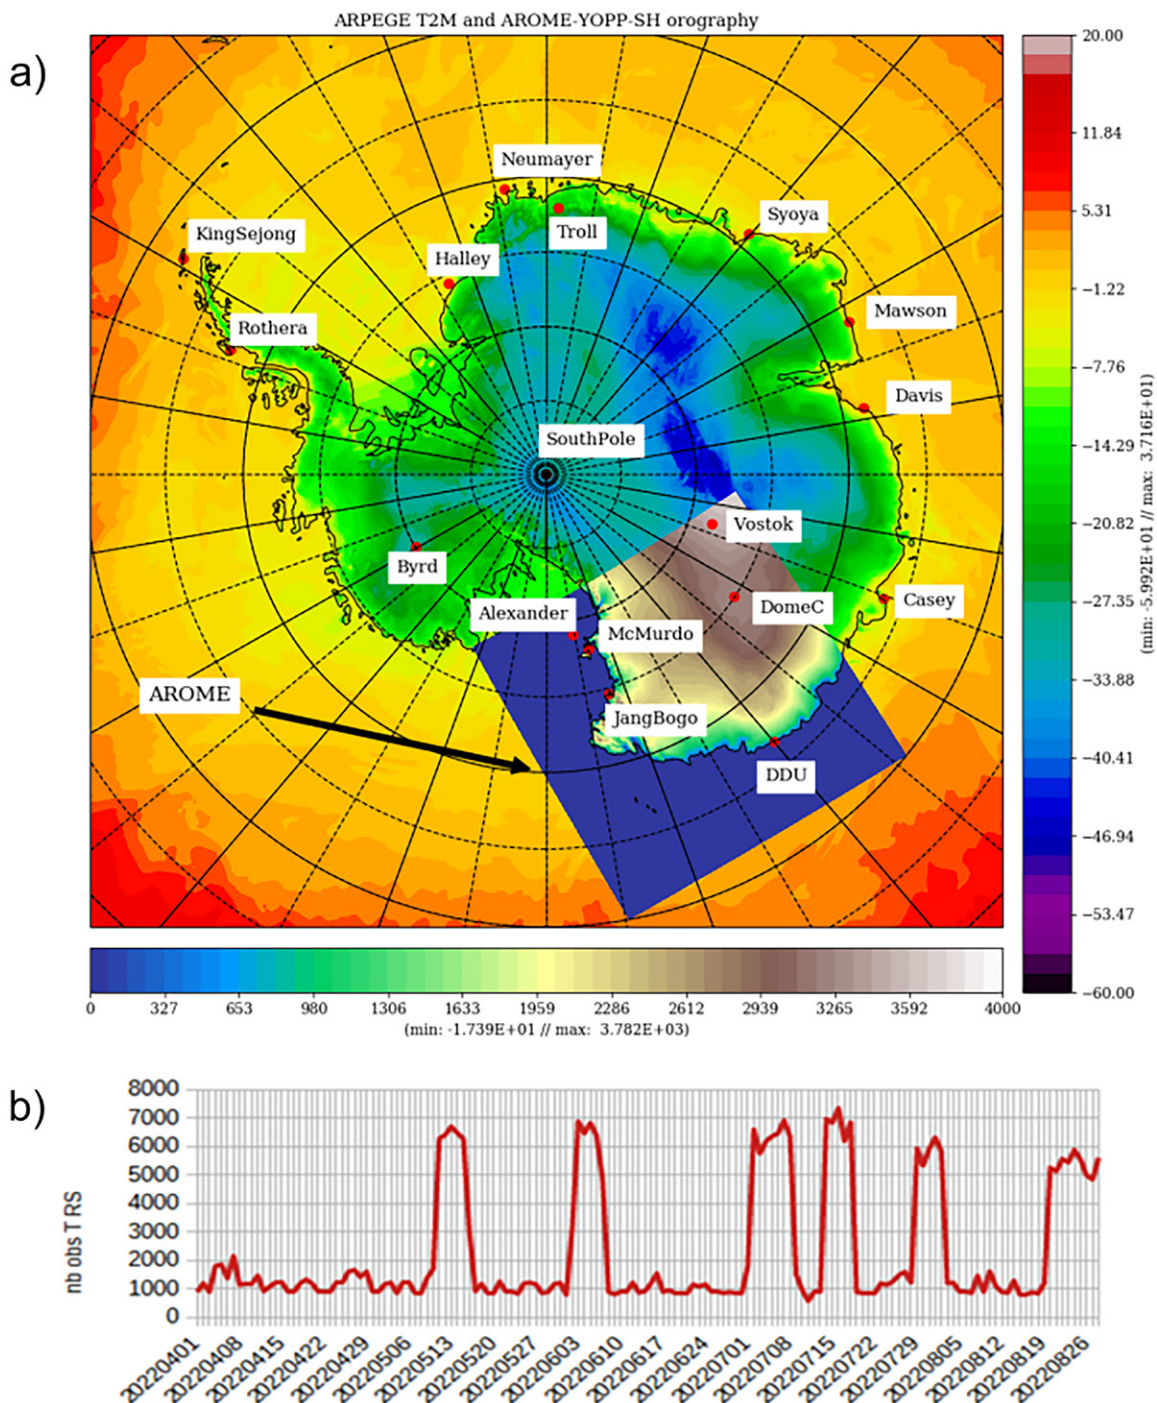 ARPEGE T2M and AROME-YOPP-SH orography
a)
Neumayer
Syoya
Troll
KingSejong
Halley
Mawson
Rothera
Davis
SouthPole
Vostok
Byrd
Casey
DomeC
Alexander
McMurdo
AROME
JangBogo
DDU
20.00
11.84
5.31
−1.22
−7.76
−14.29
−20.82
−27.35
−33.88
−40.41
−46.94
−53.47
−60.00
(min: -5.992E+01 // max: 3.716E+01)
0 327 653 980 1306 1633 1959 2286 2612 2939 3265 3592 4000
(min: -1.739E+01 // max: 3.782E+03)
b)
nb obs T RS
8000
7000
6000
5000
4000
3000
2000
1000
0
20220401 20220408 20220415 20220422 20220429 20220506 20220513 20220520 20220527 20220603 20220610 20220617 20220624 20220701 20220708 20220715 20220722 20220729 20220805 20220812 20220819 20220826